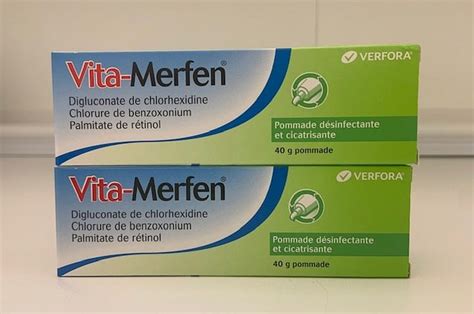 VERFORA®
Vita-Merfen®
Digluconate de chlorhexidine
Chlorure de benzoxonium
Palmitate de rétinol
Pommade désinfectante
et cicatrisante
40 g pommade
VERFORA®
Vita-Merfen®
Digluconate de chlorhexidine
Chlorure de benzoxonium
Palmitate de rétinol
Pommade désinfectante
et cicatrisante
40 g pommade